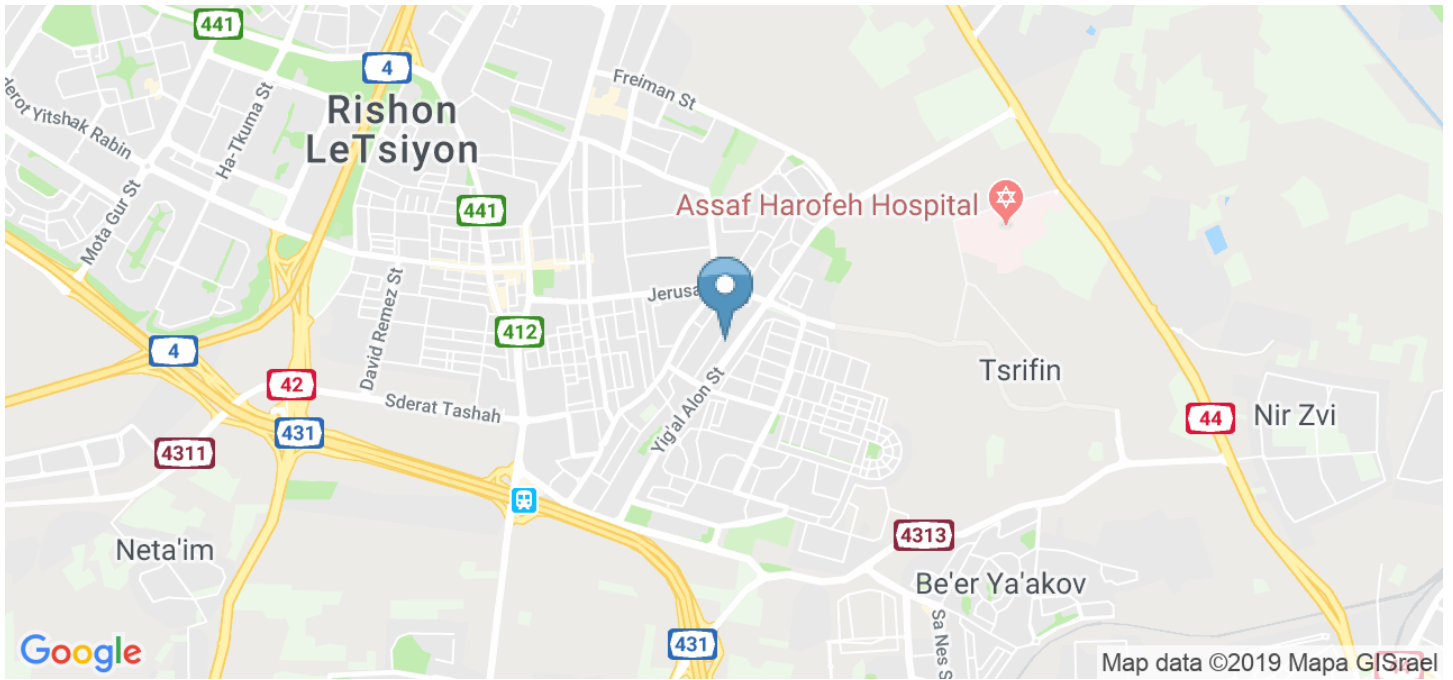 441
4
Freiman St
Rishon
LeTsiyon
derot Yitshak Rabin
Ha-Tkuma St
Mota Gur St
441
Assaf Harofeh Hospital
David Remez St
Jerusa
412
4
42
Sderat Tashah
431
4311
Yig'al Alon St
Tsrifin
44
Nir Zvi
4313
Neta'im
Be'er Ya'akov
Sa Nes S
431
Google
Map data ©2019 Mapa GISrael